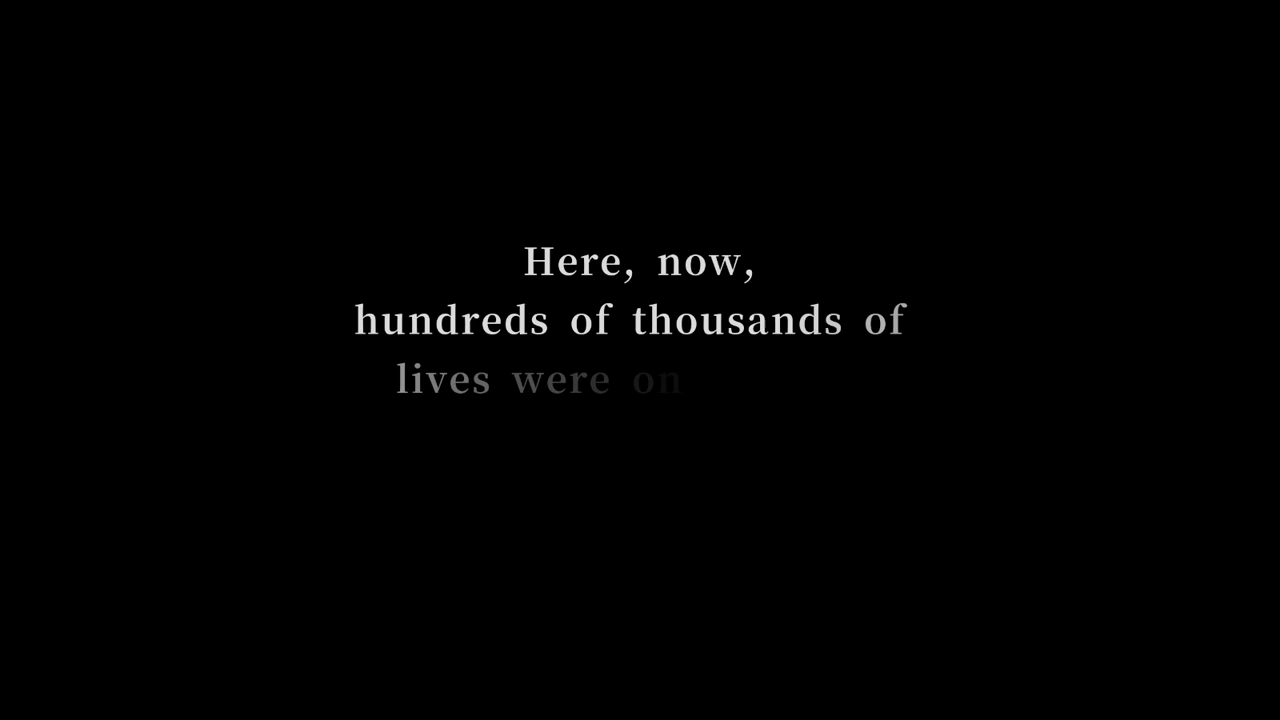 Here, now,
hundreds of thousands of
lives were on